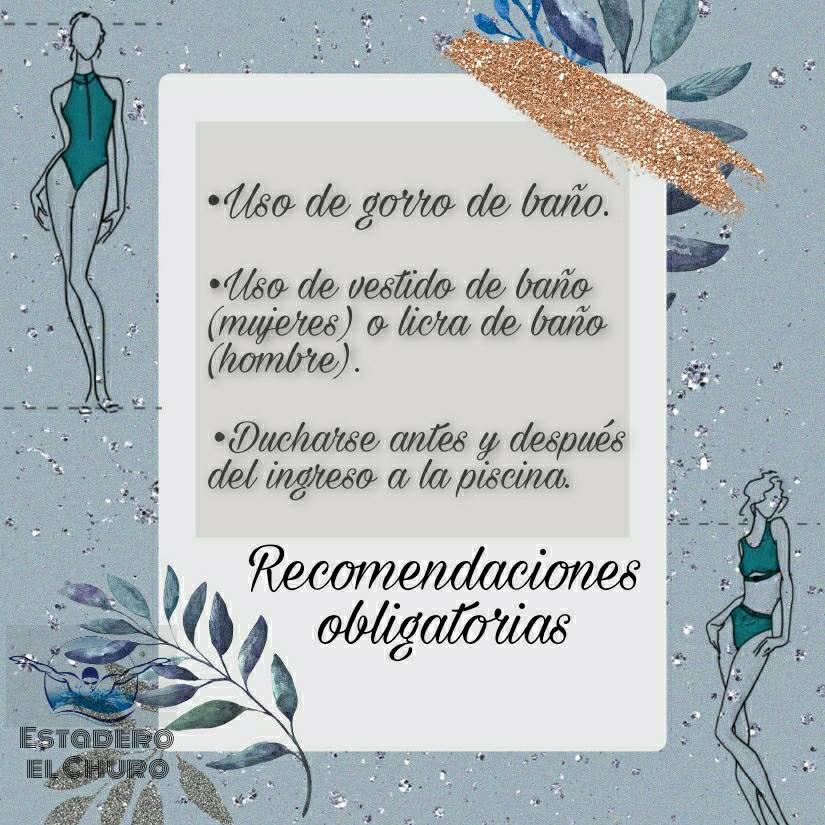 •Uso de gorro de baño.
•Uso de vestido de baño
(mujeres) o licra de baño
(hombre).
•Ducharse antes y después
del ingreso a la piscina.
Recomendaciones
obligatorias
Estadero
el Churó